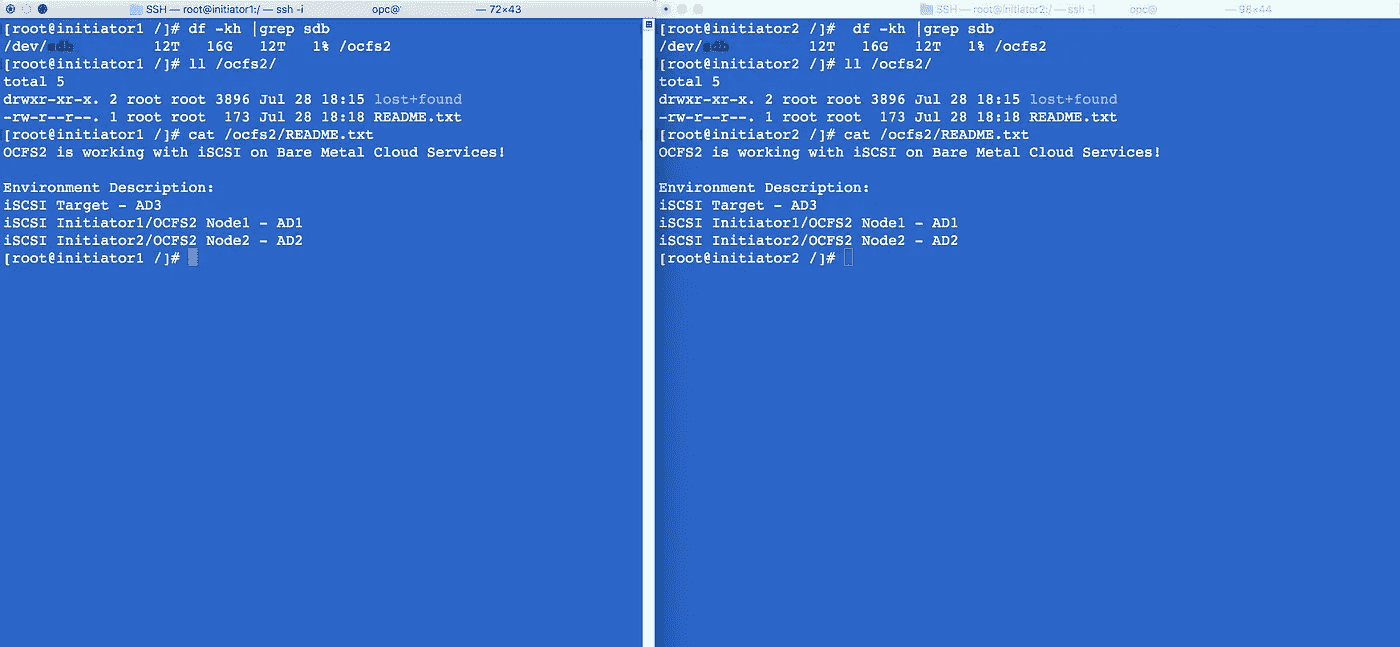 SSH — root@initiator1:/ — ssh -i opc@ — 72×43
[root@initiator1 /]# df -kh |grep sdb
/dev/sdb 12T 16G 12T 1% /ocfs2
[root@initiator1 /]# ll /ocfs2/
total 5
drwxr-xr-x. 2 root root 3896 Jul 28 18:15 lost+found
-rw-r--r--. 1 root root 173 Jul 28 18:18 README.txt
[root@initiator1 /]# cat /ocfs2/README.txt
OCFS2 is working with iSCSI on Bare Metal Cloud Services!
Environment Description:
iSCSI Target - AD3
iSCSI Initiator1/OCFS2 Node1 - AD1
iSCSI Initiator2/OCFS2 Node2 - AD2
[root@initiator1 /]#
SSH — root@initiator2:/ — ssh -i opc@ — 98×44
[root@initiator2 /]# df -kh |grep sdb
/dev/sdb 12T 16G 12T 1% /ocfs2
[root@initiator2 /]# ll /ocfs2/
total 5
drwxr-xr-x. 2 root root 3896 Jul 28 18:15 lost+found
-rw-r--r--. 1 root root 173 Jul 28 18:18 README.txt
[root@initiator2 /]# cat /ocfs2/README.txt
OCFS2 is working with iSCSI on Bare Metal Cloud Services!
Environment Description:
iSCSI Target - AD3
iSCSI Initiator1/OCFS2 Node1 - AD1
iSCSI Initiator2/OCFS2 Node2 - AD2
[root@initiator2 /]#